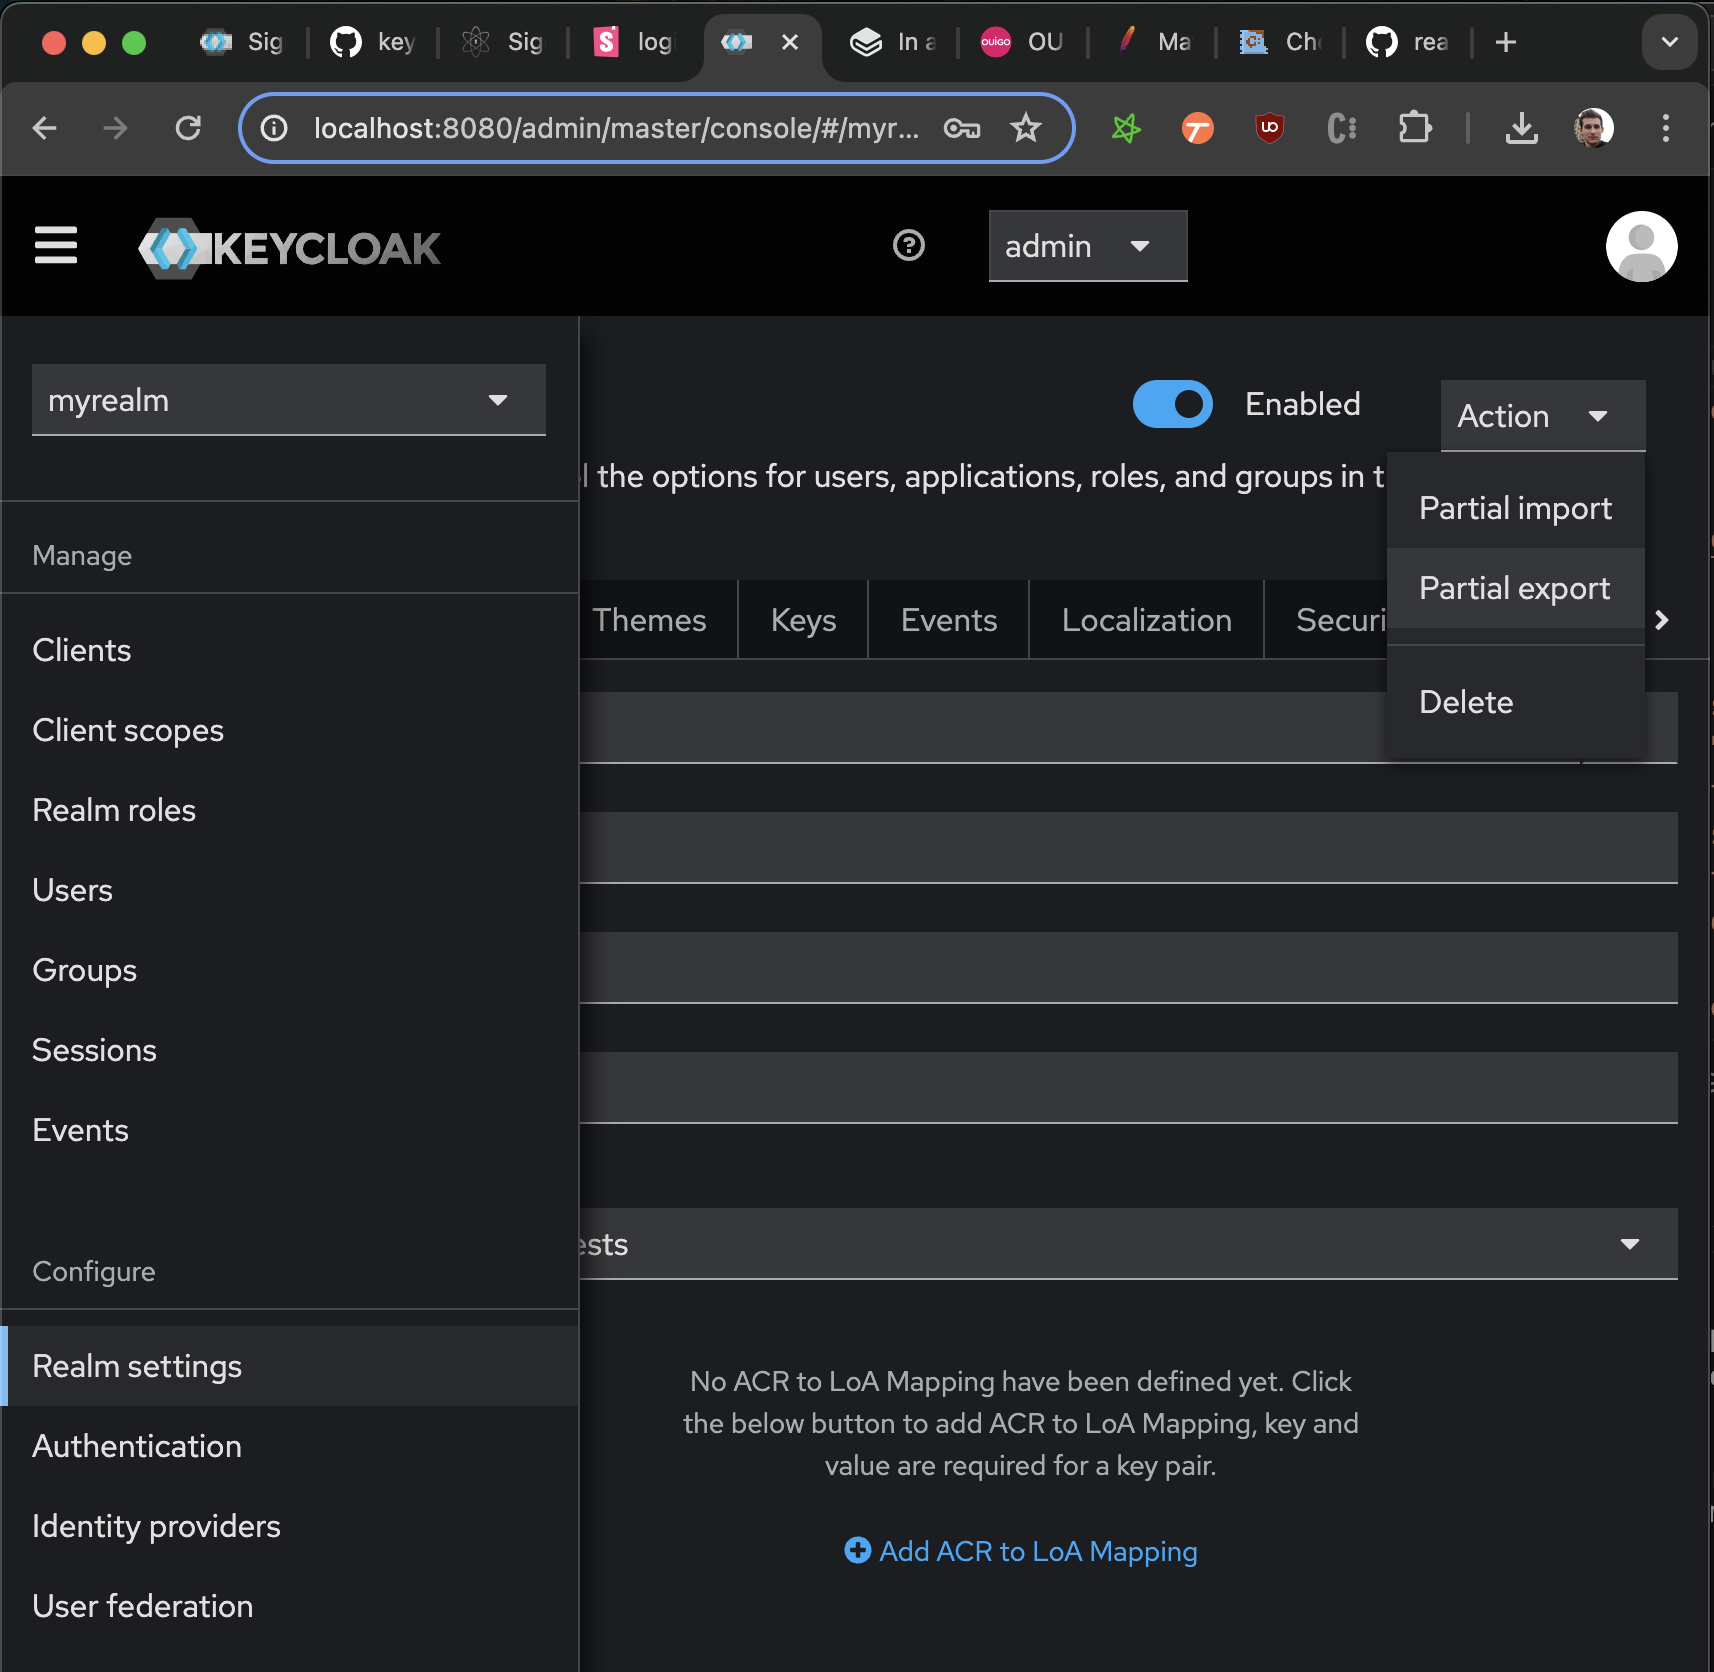 Sig
key
Sig
logi
In a
OUIGO
OU
Ma
Che
rea
localhost:8080/admin/master/console/#/myr...
KEYCLOAK
admin
myrealm
Enabled
Action
l the options for users, applications, roles, and groups in t
Partial import
Partial export
Delete
Manage
Themes
Keys
Events
Localization
Securi
Clients
Client scopes
Realm roles
Users
Groups
Sessions
Events
ests
Configure
Realm settings
Authentication
Identity providers
User federation
No ACR to LoA Mapping have been defined yet. Click
the below button to add ACR to LoA Mapping, key and
value are required for a key pair.
Add ACR to LoA Mapping